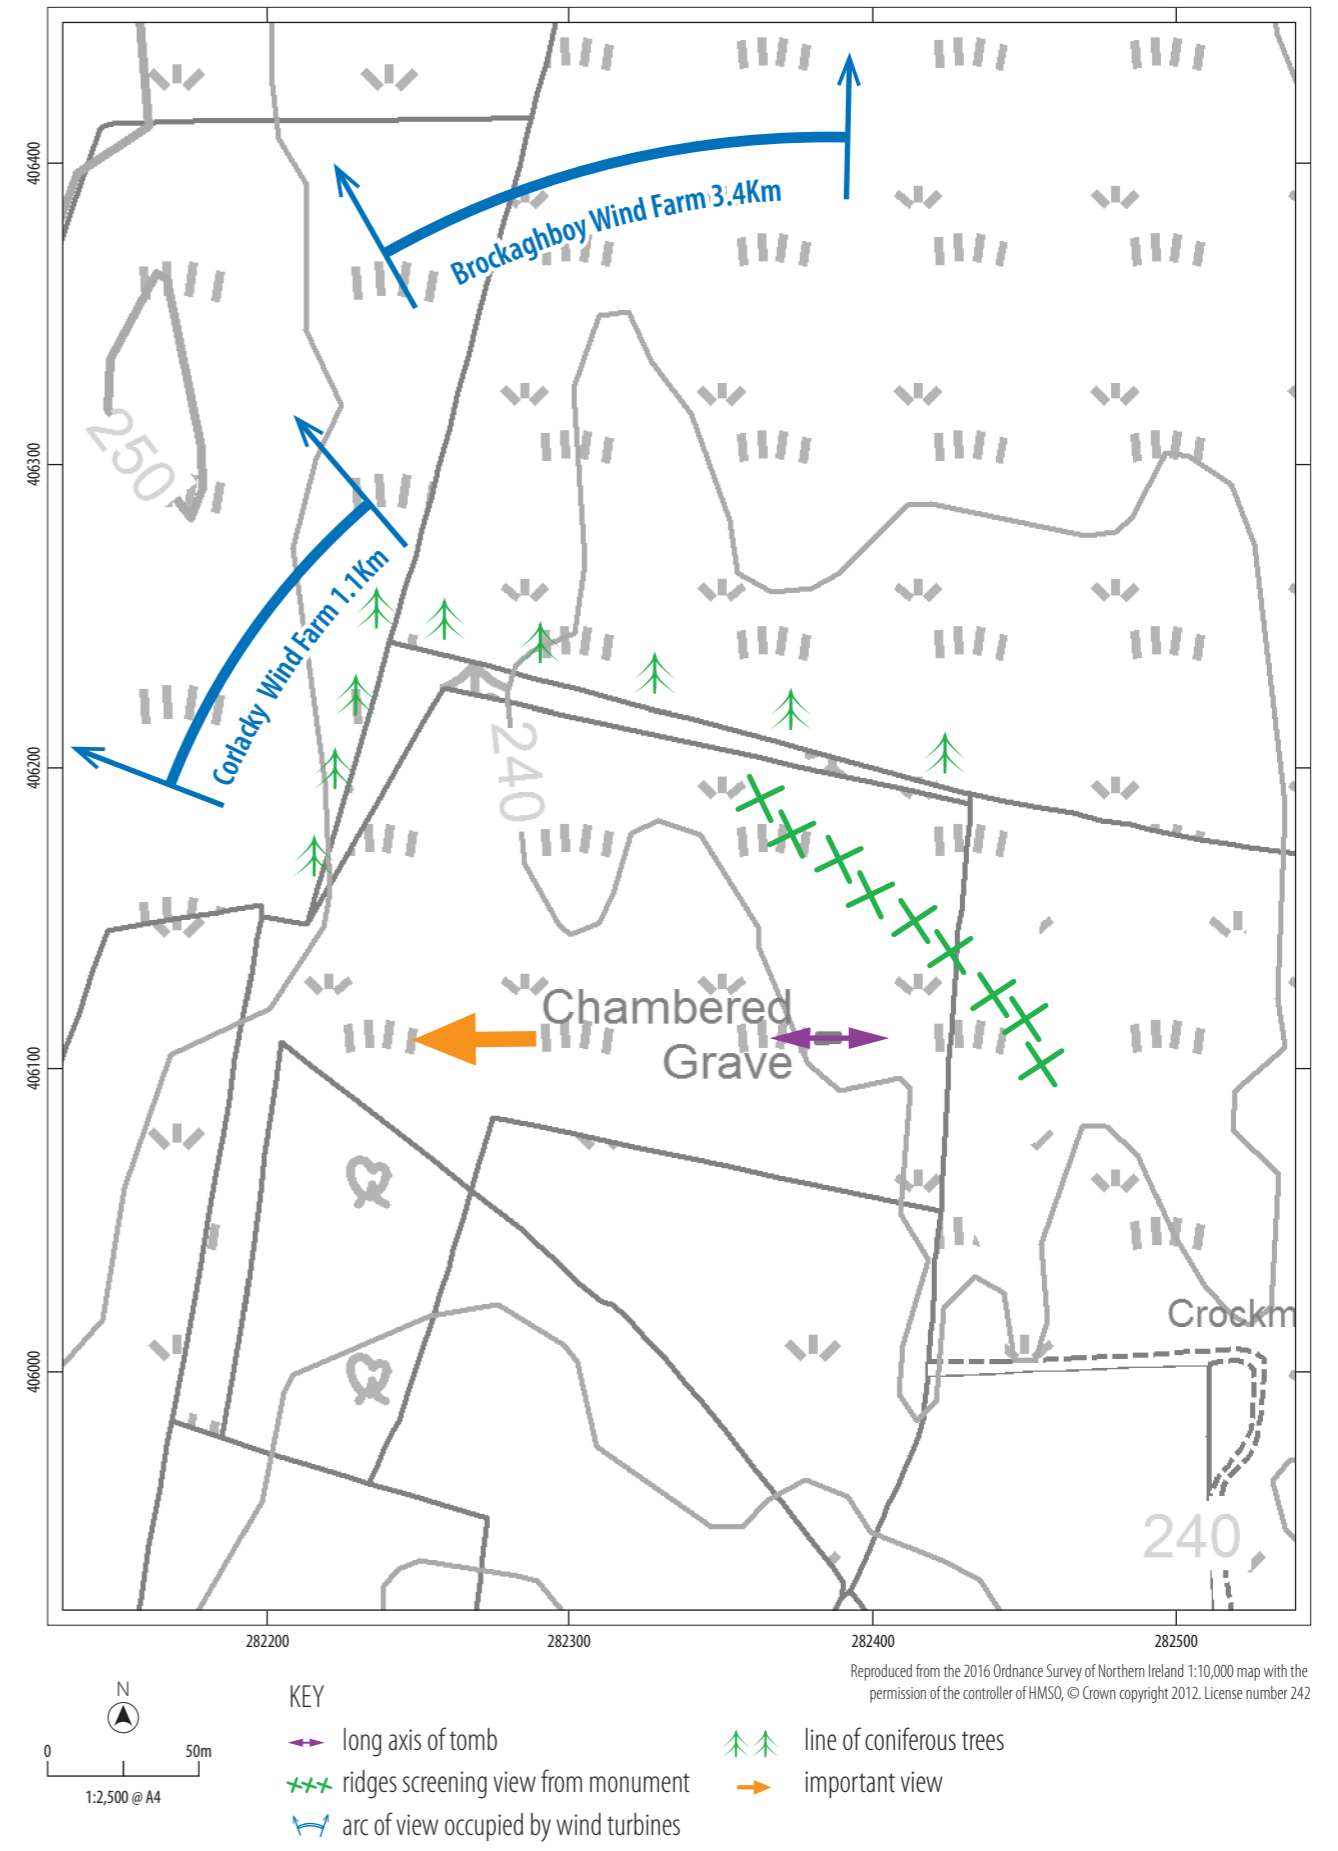 406400
Brockaghboy Wind Farm 3.4Km
250
406300
Corlacky Wind Farm 1.1Km
240
406200
Chambered
Grave
406100
Crockm
406000
240
282200
282300
282400
282500
Reproduced from the 2016 Ordnance Survey of Northern Ireland 1:10,000 map with the
permission of the controller of HMSO, © Crown copyright 2012. License number 242
N
0 50m
1:2,500 @ A4
KEY
long axis of tomb
ridges screening view from monument
arc of view occupied by wind turbines
line of coniferous trees
important view